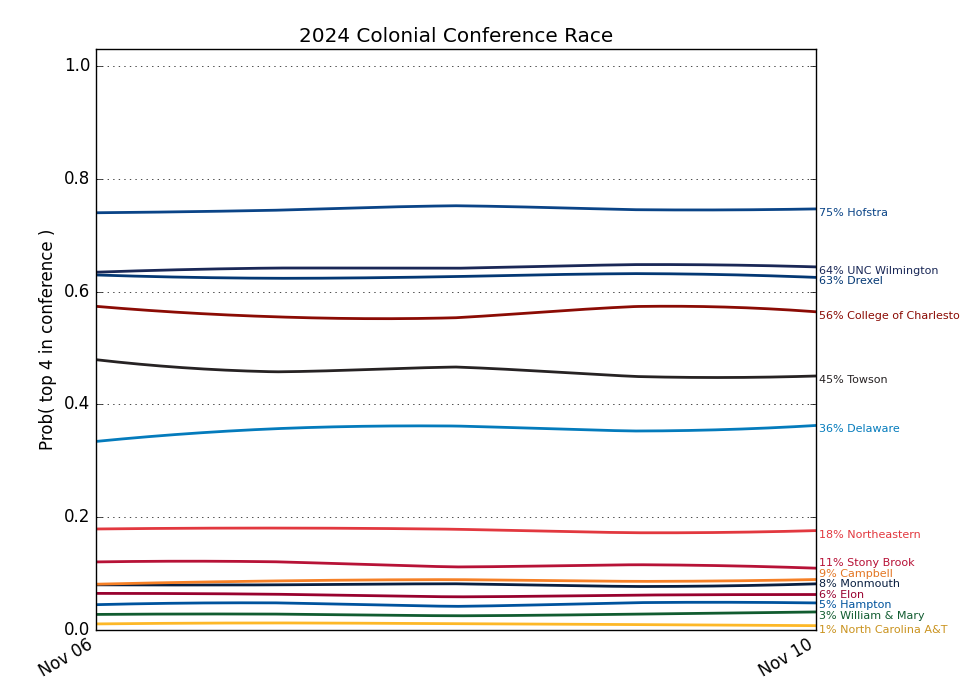 2024 Colonial Conference Race
Prob( top 4 in conference )
1.0
0.8
0.6
0.4
0.2
0.0
Nov 06
Nov 10
75% Hofstra
64% UNC Wilmington
63% Drexel
56% College of Charlesto
45% Towson
36% Delaware
18% Northeastern
11% Stony Brook
9% Campbell
8% Monmouth
6% Elon
5% Hampton
3% William & Mary
1% North Carolina A&T